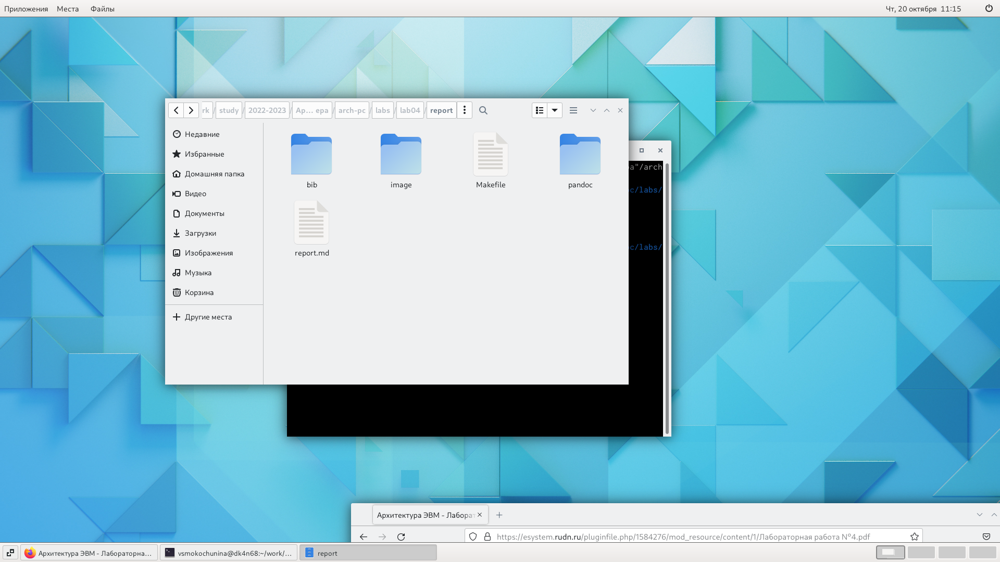 Приложения Места Файлы Чт, 20 октября 11:15
rk / study / 2022-2023 / Ар... ера / arch-pc / labs / lab04 / report
Недавние
Избранные
Домашняя папка
Видео
Документы
Загрузки
Изображения
Музыка
Корзина
Другие места
bib image Makefile pandoc
report.md
a"/arch
c/labs/
c/labs/
Архитектура ЭВМ - Лаборат
https://esystem.rudn.ru/pluginfile.php/1584276/mod_resource/content/1/Лабораторная работа №4.pdf
Архитектура ЭВМ - Лабораторна... vsmokochunina@dk4n68:~/work/... report